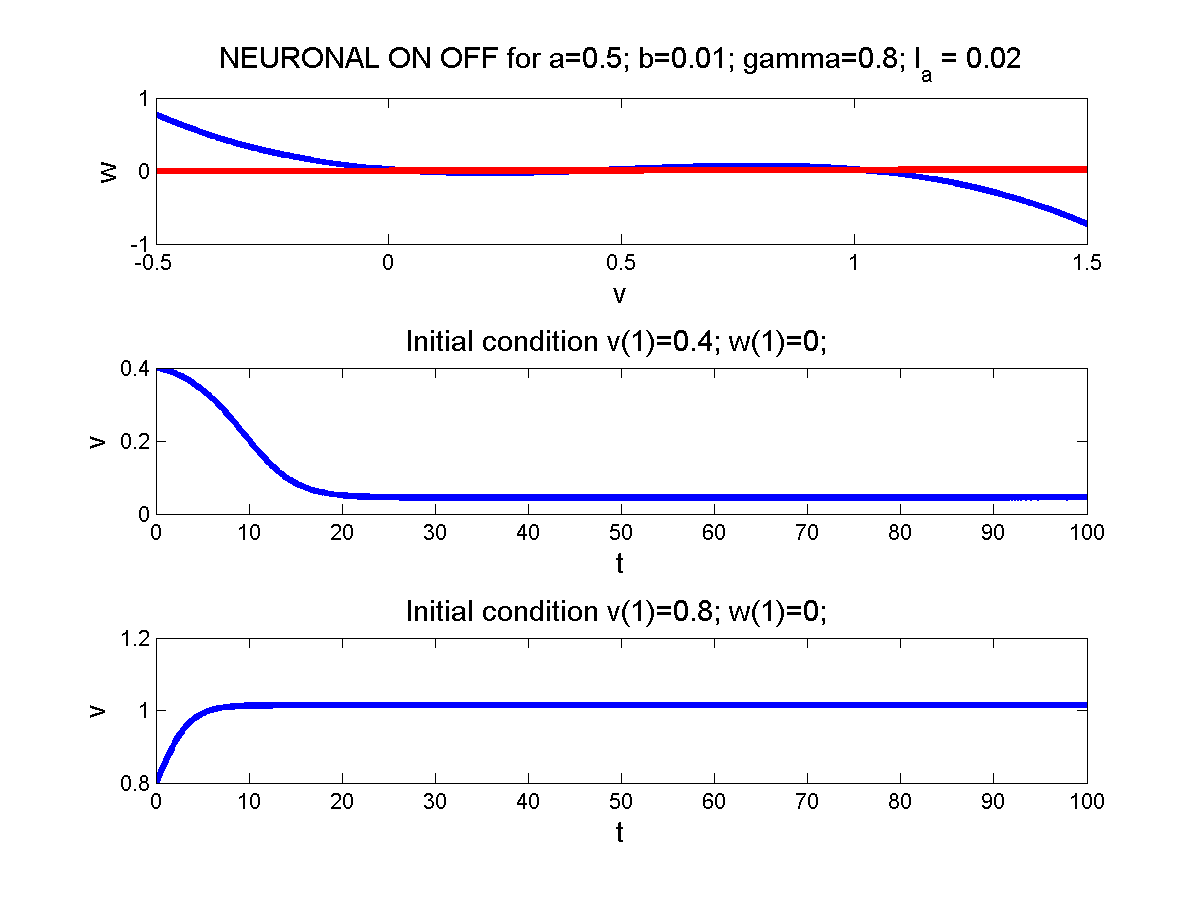 NEURONAL ON OFF for a=0.5; b=0.01; gamma=0.8; I_a = 0.02
1
0
-1
w
-0.5 0 0.5 1 1.5
v
Initial condition v(1)=0.4; w(1)=0;
0.4
0.2
0
v
0 10 20 30 40 50 60 70 80 90 100
t
Initial condition v(1)=0.8; w(1)=0;
1.2
1
0.8
v
0 10 20 30 40 50 60 70 80 90 100
t